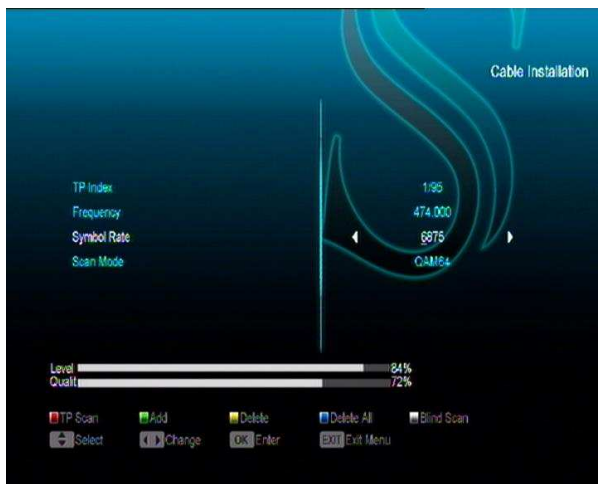 Cable Installation
TP Index 1/95
Frequency 474.000
Symbol Rate 6875
Scan Mode QAM64
Level 84%
Qualit 72%
TP Scan Add Delete Delete All Blind Scan
Select Change OK Enter EXIT Exit Menu